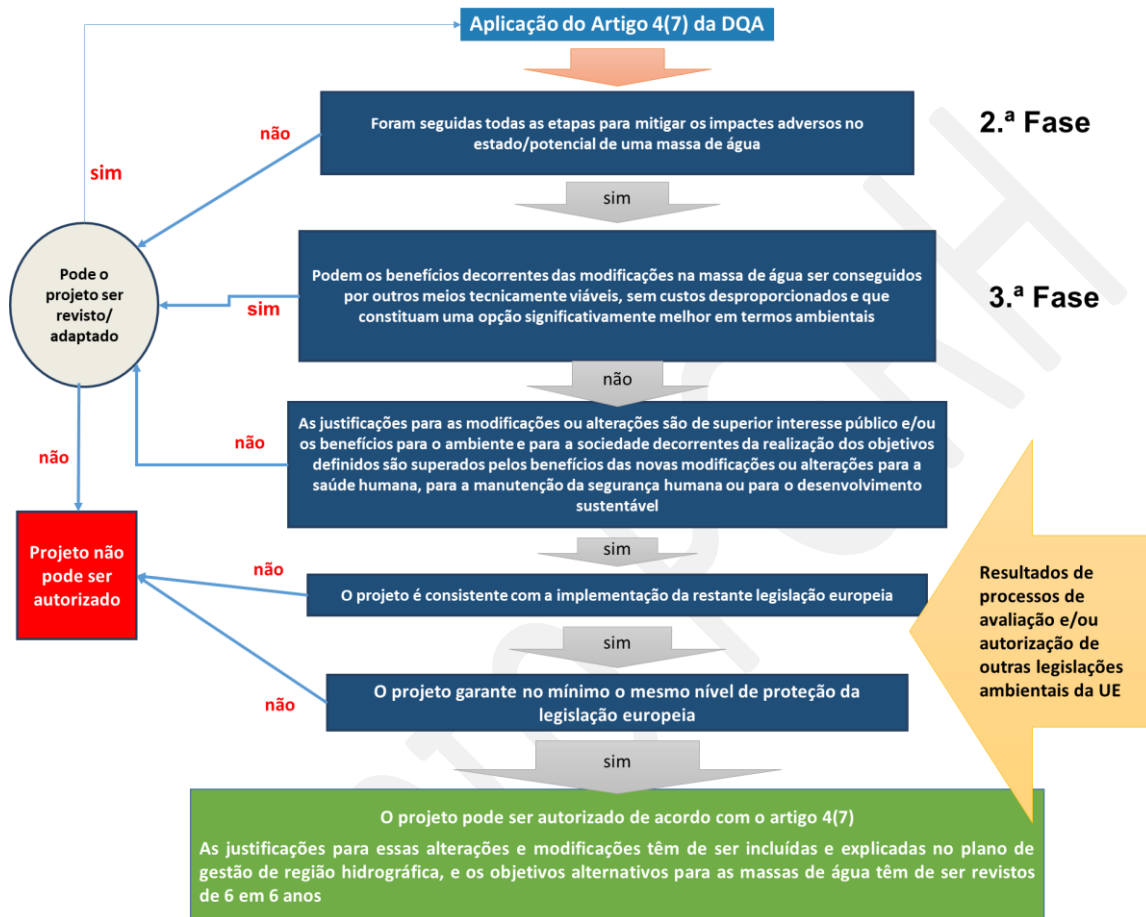 Aplicação do Artigo 4(7) da DQA
Foram seguidas todas as etapas para mitigar os impactes adversos no
estado/potencial de uma massa de água
2.ª Fase
não
sim
sim
Pode o
projeto ser
revisto/
adaptado
Podem os benefícios decorrentes das modificações na massa de água ser conseguidos
por outros meios tecnicamente viáveis, sem custos desproporcionados e que
constituam uma opção significativamente melhor em termos ambientais
3.ª Fase
sim
não
As justificações para as modificações ou alterações são de superior interesse público e/ou
os benefícios para o ambiente e para a sociedade decorrentes da realização dos objetivos
definidos são superados pelos benefícios das novas modificações ou alterações para a
saúde humana, para a manutenção da segurança humana ou para o desenvolvimento
sustentável
não
não
sim
Projeto não
pode ser
autorizado
não
O projeto é consistente com a implementação da restante legislação europeia
Resultados de
processos de
avaliação e/ou
autorização de
outras legislações
ambientais da UE
sim
não
O projeto garante no mínimo o mesmo nível de proteção da
legislação europeia
sim
O projeto pode ser autorizado de acordo com o artigo 4(7)
As justificações para essas alterações e modificações têm de ser incluídas e explicadas no plano de
gestão de região hidrográfica, e os objetivos alternativos para as massas de água têm de ser revistos
de 6 em 6 anos